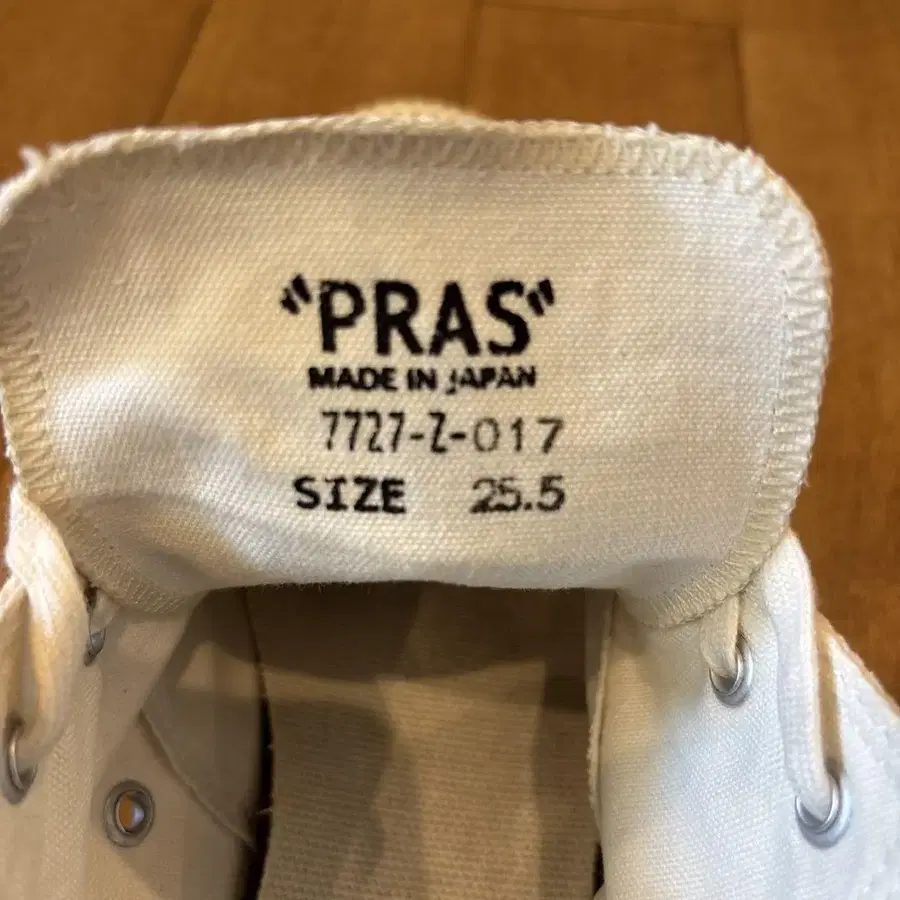 "PRAS"
MADE IN JAPAN
7727-Z-017
SIZE 25.5